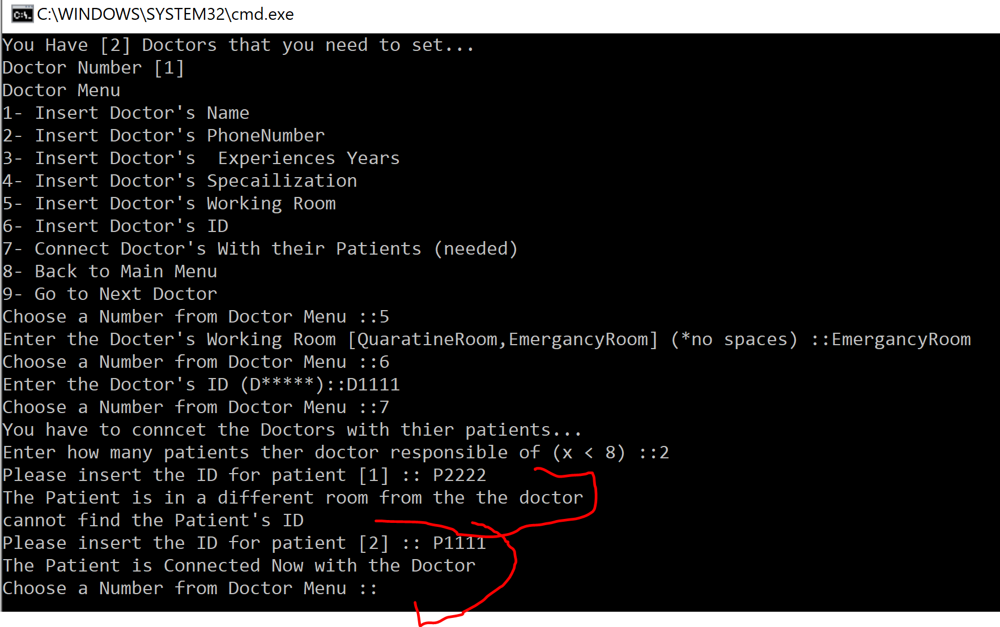 C:\WINDOWS\SYSTEM32\cmd.exe
You Have [2] Doctors that you need to set...
Doctor Number [1]
Doctor Menu
1- Insert Doctor's Name
2- Insert Doctor's PhoneNumber
3- Insert Doctor's  Experiences Years
4- Insert Doctor's Specailization
5- Insert Doctor's Working Room
6- Insert Doctor's ID
7- Connect Doctor's With their Patients (needed)
8- Back to Main Menu
9- Go to Next Doctor
Choose a Number from Doctor Menu ::5
Enter the Docter's Working Room [QuaratineRoom,EmergancyRoom] (*no spaces) ::EmergancyRoom
Choose a Number from Doctor Menu ::6
Enter the Doctor's ID (D*****)::D1111
Choose a Number from Doctor Menu ::7
You have to conncet the Doctors with thier patients...
Enter how many patients ther doctor responsible of (x < 8) ::2
Please insert the ID for patient [1] :: P2222
The Patient is in a different room from the the doctor
cannot find the Patient's ID
Please insert the ID for patient [2] :: P1111
The Patient is Connected Now with the Doctor
Choose a Number from Doctor Menu ::